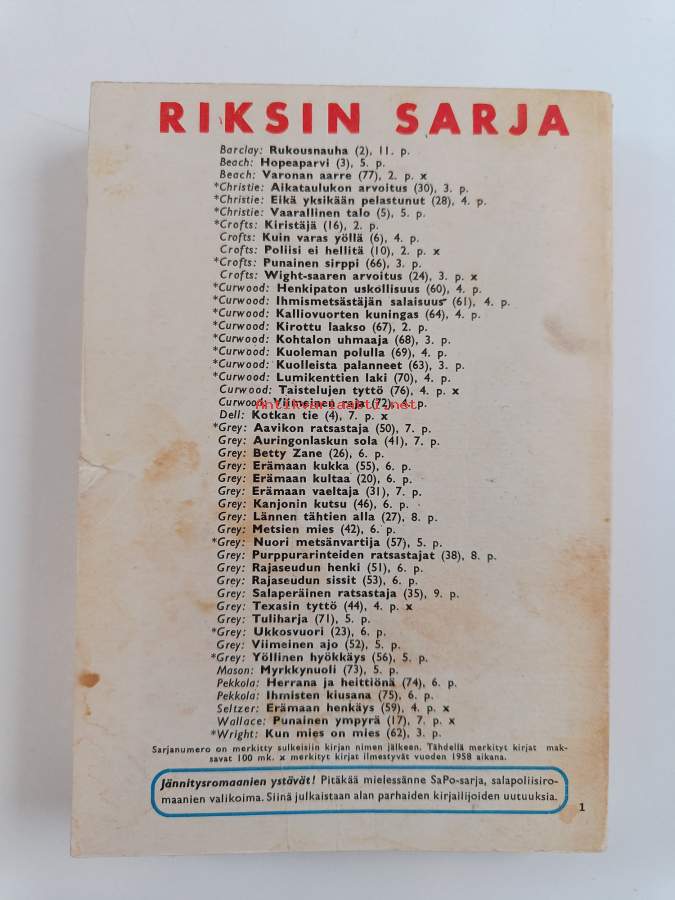 RIKSIN SARJA
Barclay: Rukousnauha (2), 11. p.
Beach: Hopeaparvi (3), 5. p.
Beach: Varonan aarre (77), 2. p. x
*Christie: Aikataulukon arvoitus (30), 3. p.
*Christie: Eikä yksikään pelastunut (28), 4. p.
*Christie: Vaarallinen talo (5), 5. p.
*Crofts: Kiristäjä (16), 2. p.
Crofts: Kuin varas yöllä (6), 4. p.
Crofts: Poliisi ei hellitä (10), 2. p. x
*Crofts: Punainen sirppi (66), 3. p.
Crofts: Wight-saaren arvoitus (24), 3. p. x
*Curwood: Henkipaton uskollisuus (60), 4. p.
*Curwood: Ihmismetsästäjän salaisuus (61), 4. p.
*Curwood: Kalliovuorten kuningas (64), 4. p.
*Curwood: Kirottu laakso (67), 2. p.
*Curwood: Kohtalon uhmaaja (68), 3. p.
*Curwood: Kuoleman polulla (69), 4. p.
*Curwood: Kuolleista palanneet (63), 3. p.
*Curwood: Lumikenttien laki (70), 4. p.
Curwood: Taistelujen tyttö (76), 4. p. x
Curwood: Viimeinen raja (72), 4. p.
Antikvariaatti.net
Dell: Kotkan tie (4), 7. p. x
*Grey: Aavikon ratsastaja (50), 7. p.
Grey: Auringonlaskun sola (41), 7. p.
Grey: Betty Zane (26), 6. p.
Grey: Erämaan kukka (55), 6. p.
Grey: Erämaan kultaa (20), 6. p.
Grey: Erämaan vaeltaja (31), 7. p.
Grey: Kanjonin kutsu (46), 6. p.
Grey: Lännen tähtien alla (27), 8. p.
Grey: Metsien mies (42), 6. p.
*Grey: Nuori metsänvartija (57), 5. p.
Grey: Purppurarinteiden ratsastajat (38), 8. p.
Grey: Rajaseudun henki (51), 6. p.
Grey: Rajaseudun sissit (53), 6. p.
Grey: Salaperäinen ratsastaja (35), 9. p.
Grey: Texasin tyttö (44), 4. p. x
Grey: Tuliharja (71), 5. p.
*Grey: Ukkosvuori (23), 6. p.
Grey: Viimeinen ajo (52), 5. p.
*Grey: Yöllinen hyökkäys (56), 5. p.
Mason: Myrkkynuoli (73), 5. p.
Pekkola: Herrana ja heittiönä (74), 6. p.
Pekkola: Ihmisten kiusana (75), 6. p.
Seltzer: Erämaan henkäys (59), 4. p. x
Wallace: Punainen ympyrä (17), 7. p. x
*Wright: Kun mies on mies (62), 3. p.
Sarjanumero on merkitty sulkeisiin kirjan nimen jälkeen. Tähdellä merkityt kirjat mak-
savat 100 mk. x merkityt kirjat ilmestyvät vuoden 1958 aikana.
Jännitysromaanien ystävät! Pitäkää mielessänne SaPo-sarja, salapoliisiro-
maanien valikoima. Siinä julkaistaan alan parhaiden kirjailijoiden uutuuksia.
1